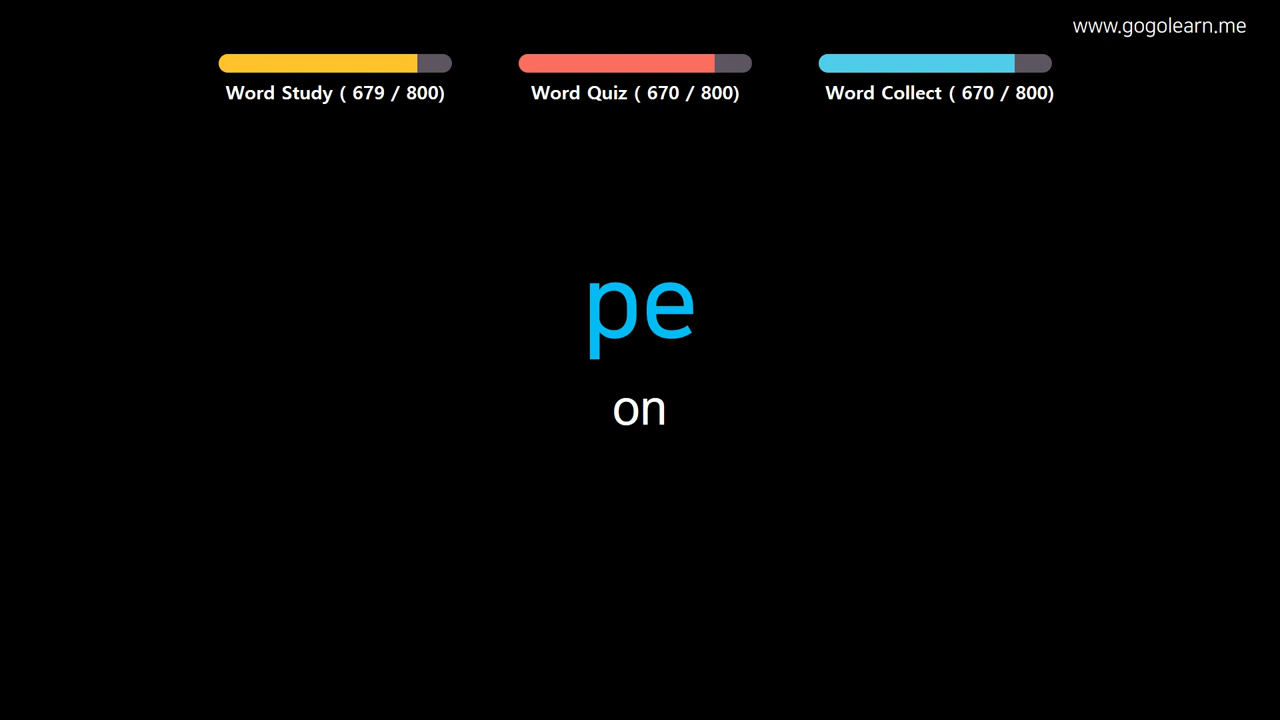 www.gogolearn.me
Word Study ( 679 / 800)
Word Quiz ( 670 / 800)
Word Collect ( 670 / 800)
pe
on